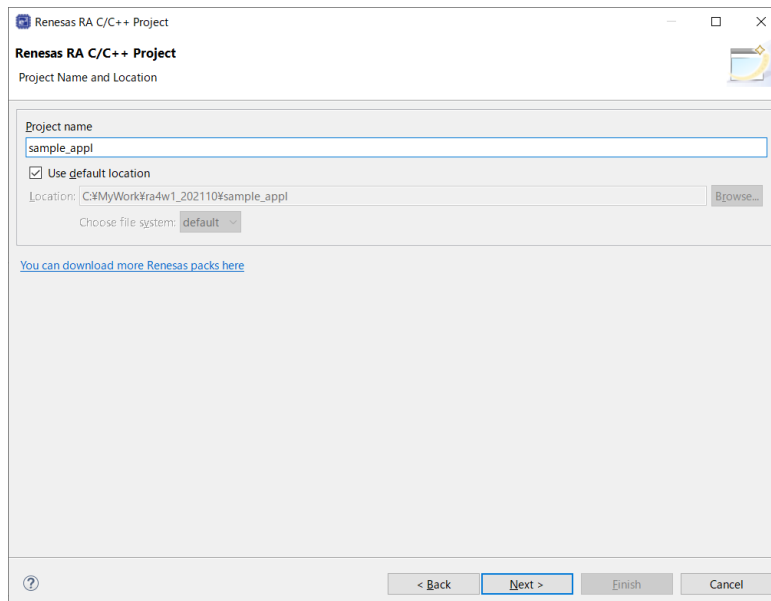 Renesas RA C/C++ Project
Renesas RA C/C++ Project
Project Name and Location
Project name
sample_appl
Use default location
Location: C:¥MyWork¥ra4w1_202110¥sample_appl Browse...
Choose file system: default
You can download more Renesas packs here
< Back Next > Finish Cancel